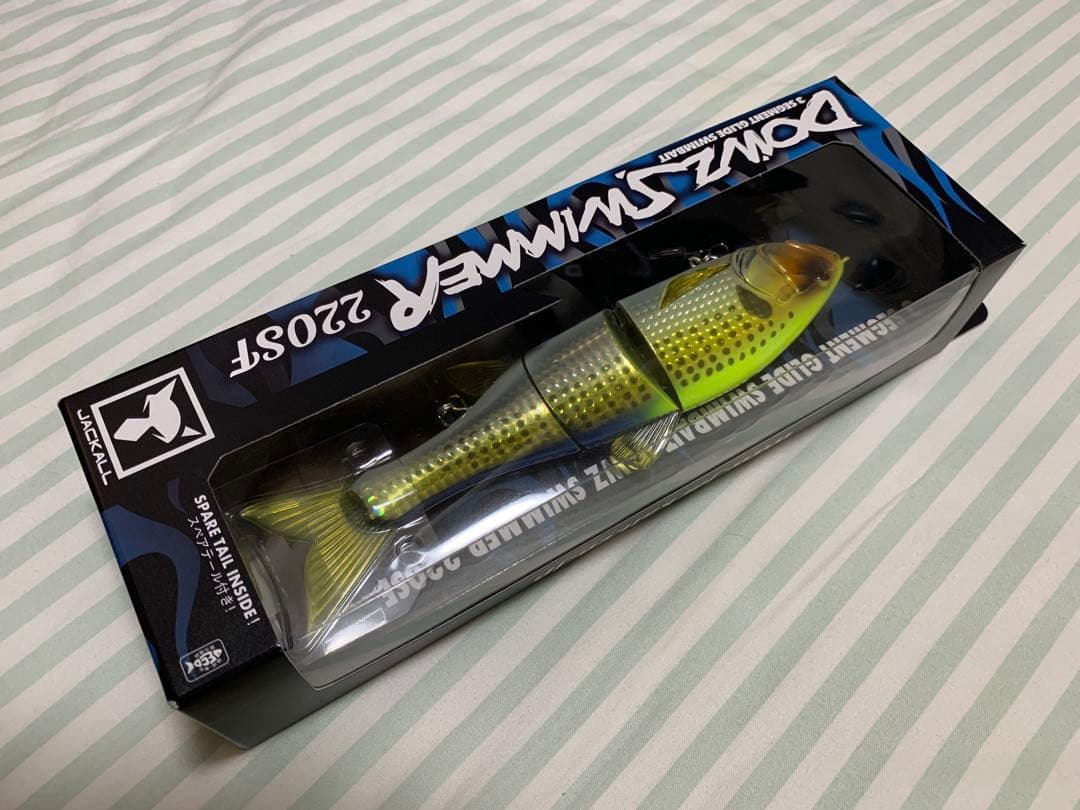 DOWZ SWIMMER 220SF
3 SEGMENT GLIDE SWIMBAIT
JACKALL
SPARE TAIL INSIDE!
スペアテール付き!
SEGMENT GLIDE SWIMBAIT
DOWZ SWIMMER 220SF